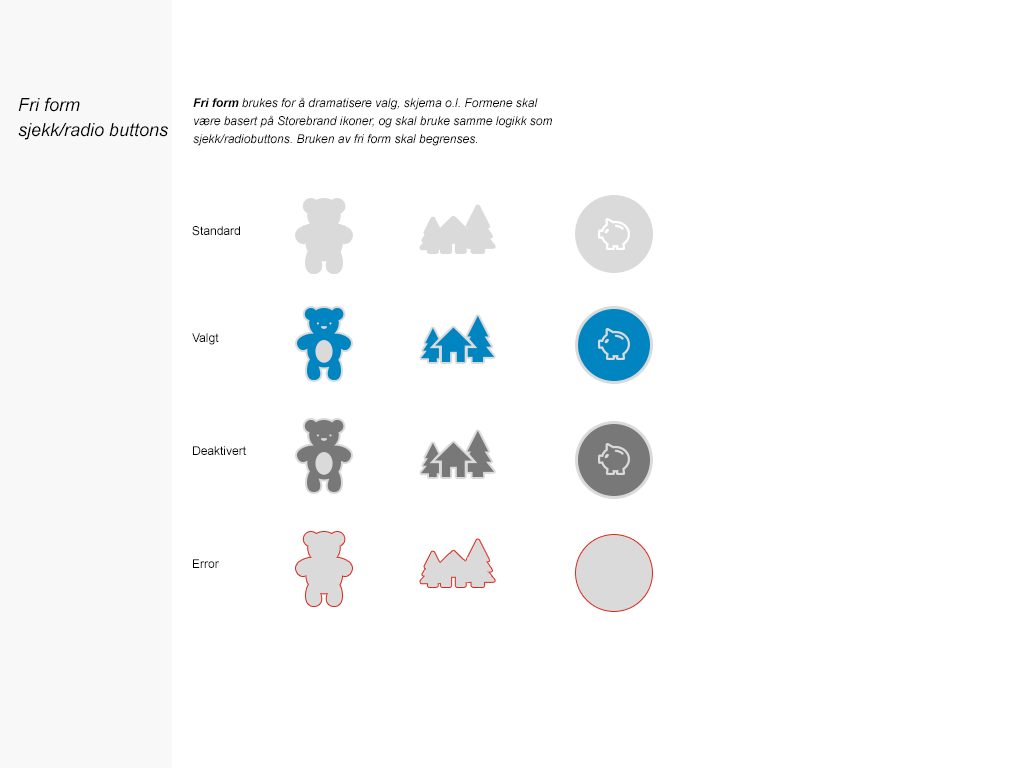 Fri form
sjekk/radio buttons
Fri form brukes for å dramatisere valg, skjema o.l. Formene skal
være basert på Storebrand ikoner, og skal bruke samme logikk som
sjekk/radiobuttons. Bruken av fri form skal begrenses.
Standard
Valgt
Deaktivert
Error